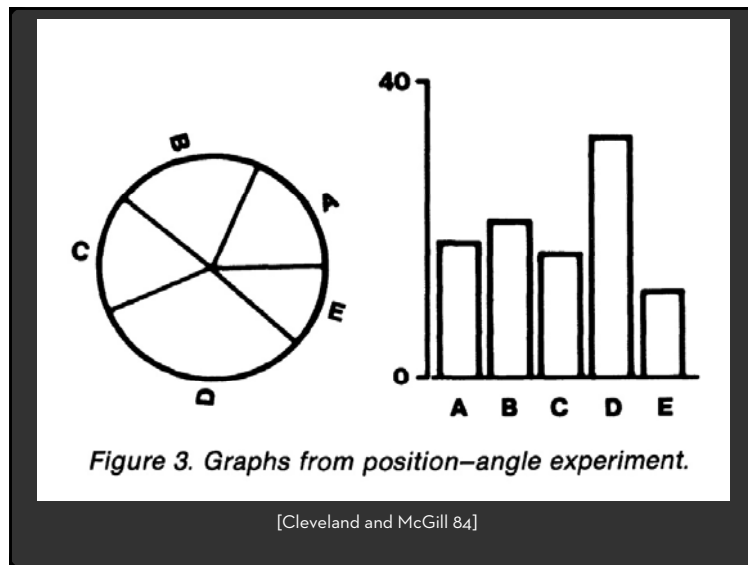 B
A
C
E
D
40
0
A B C D E
Figure 3. Graphs from position–angle experiment.
[Cleveland and McGill 84]